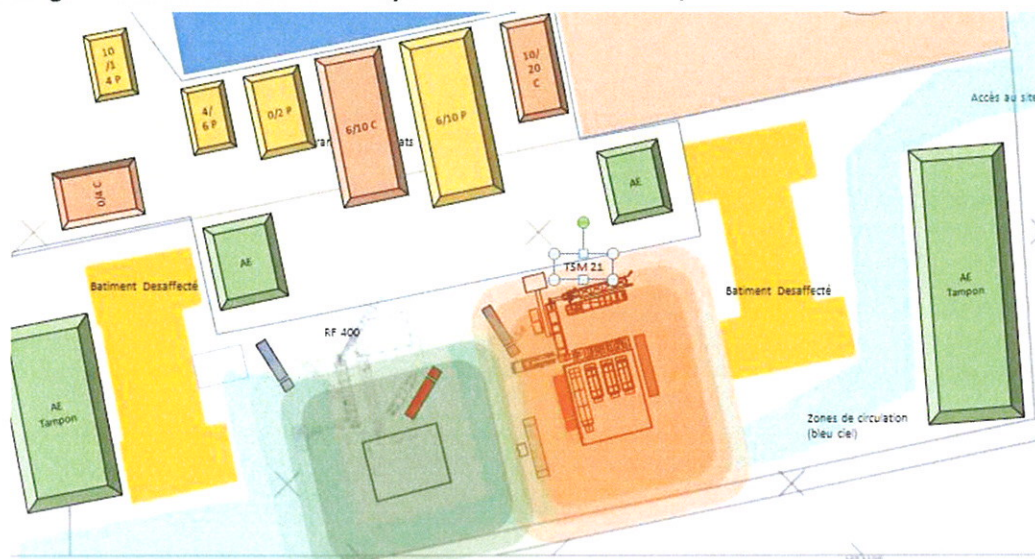 10
/1
4 P
4/
6 P
0/2 P
6/10 C
6/10 P
10/
20
C
Accès au site
0/4 C
AE
AE
TSM 21
Batiment Desaffecté
Batiment Desaffecté
AE
Tampon
RF 400
AE
Tampon
Zones de circulation
(bleu ciel)